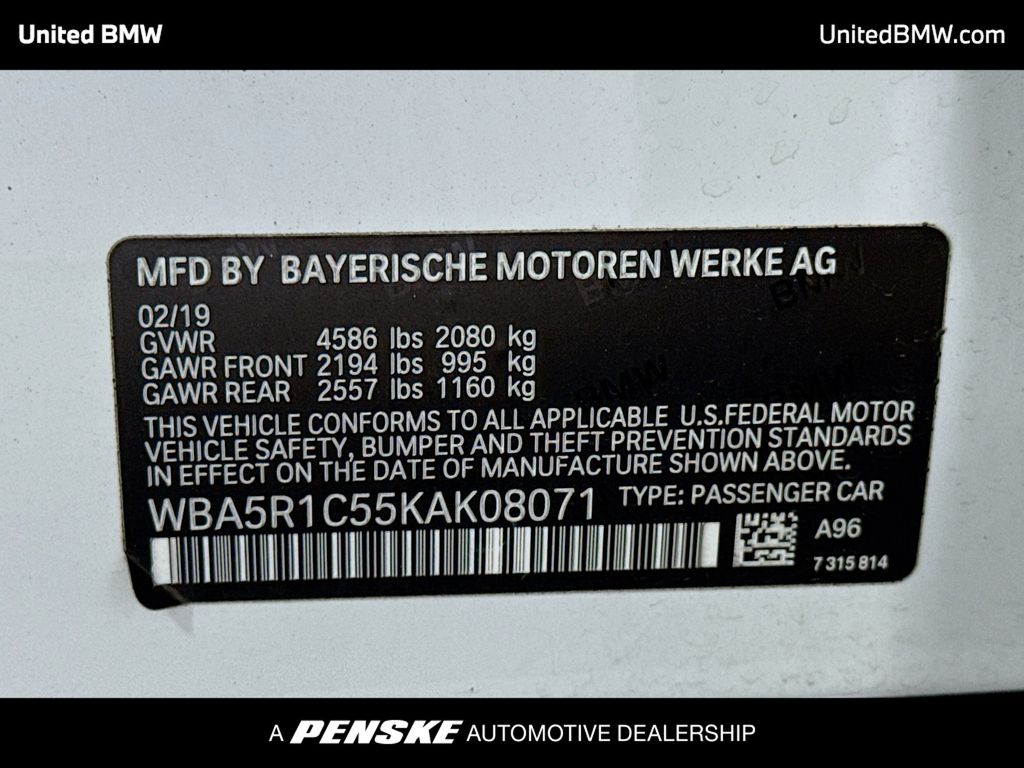 United BMW
UnitedBMW.com
MFD BY BAYERISCHE MOTOREN WERKE AG
02/19
GVWR 4586 lbs 2080 kg
GAWR FRONT 2194 lbs 995 kg
GAWR REAR 2557 lbs 1160 kg
THIS VEHICLE CONFORMS TO ALL APPLICABLE U.S.FEDERAL MOTOR
VEHICLE SAFETY, BUMPER AND THEFT PREVENTION STANDARDS
IN EFFECT ON THE DATE OF MANUFACTURE SHOWN ABOVE.
WBA5R1C55KAK08071 TYPE: PASSENGER CAR
A96
7 315 814
BMW
BMW
BMW
A PENSKE AUTOMOTIVE DEALERSHIP